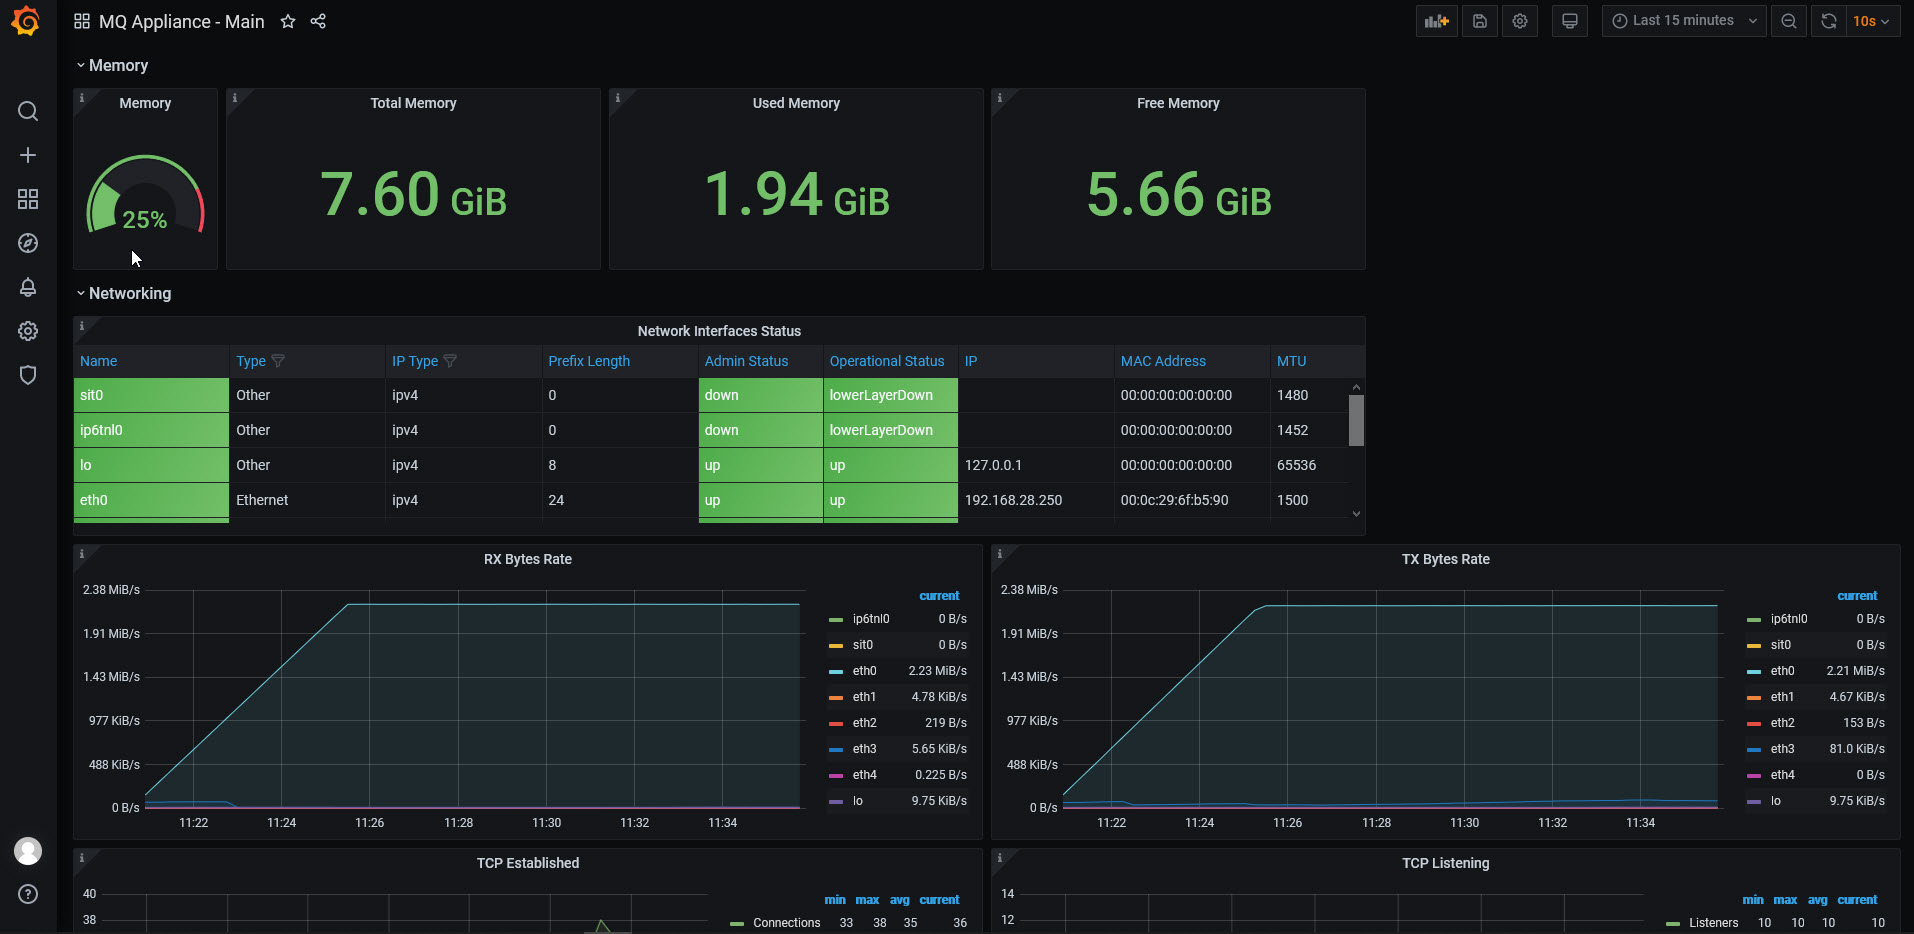 MQ Appliance - Main
Last 15 minutes
10s
Memory
Memory
Total Memory
Used Memory
Free Memory
25%
7.60 GiB
1.94 GiB
5.66 GiB
Networking
Network Interfaces Status
Name Type IP Type Prefix Length Admin Status Operational Status IP MAC Address MTU
sit0 Other ipv4 0 down lowerLayerDown 00:00:00:00:00:00 1480
ip6tnl0 Other ipv4 0 down lowerLayerDown 00:00:00:00:00:00 1452
lo Other ipv4 8 up up 127.0.0.1 00:00:00:00:00:00 65536
eth0 Ethernet ipv4 24 up up 192.168.28.250 00:0c:29:6f:b5:90 1500
RX Bytes Rate
2.38 MiB/s
1.91 MiB/s
1.43 MiB/s
977 KiB/s
488 KiB/s
0 B/s
11:22 11:24 11:26 11:28 11:30 11:32 11:34
current
ip6tnl0 0 B/s
sit0 0 B/s
eth0 2.23 MiB/s
eth1 4.78 KiB/s
eth2 219 B/s
eth3 5.65 KiB/s
eth4 0.225 B/s
lo 9.75 KiB/s
TX Bytes Rate
2.38 MiB/s
1.91 MiB/s
1.43 MiB/s
977 KiB/s
488 KiB/s
0 B/s
11:22 11:24 11:26 11:28 11:30 11:32 11:34
current
ip6tnl0 0 B/s
sit0 0 B/s
eth0 2.21 MiB/s
eth1 4.67 KiB/s
eth2 153 B/s
eth3 81.0 KiB/s
eth4 0 B/s
lo 9.75 KiB/s
TCP Established
40
38
min max avg current
Connections 33 38 35 36
TCP Listening
14
12
min max avg current
Listeners 10 10 10 10